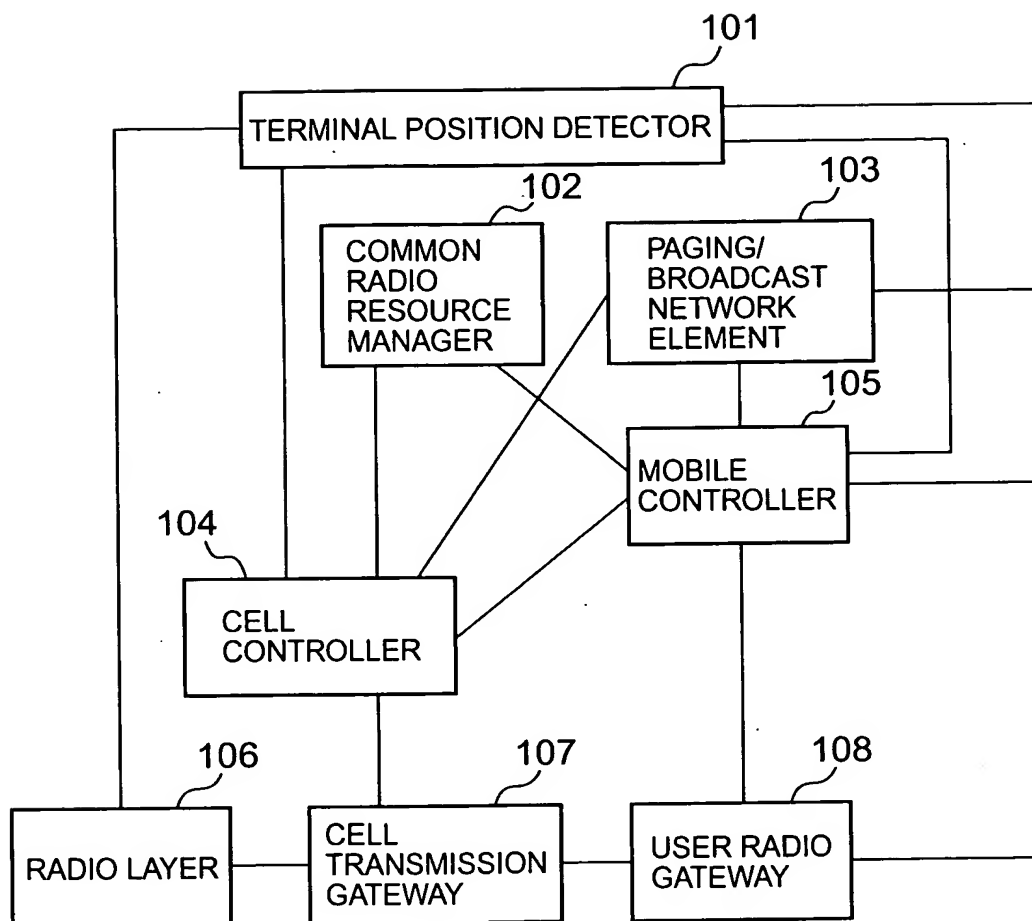 101
TERMINAL POSITION DETECTOR
102
COMMON
RADIO
RESOURCE
MANAGER
103
PAGING/
BROADCAST
NETWORK
ELEMENT
105
MOBILE
CONTROLLER
104
CELL
CONTROLLER
106
RADIO LAYER
107
CELL
TRANSMISSION
GATEWAY
108
USER RADIO
GATEWAY